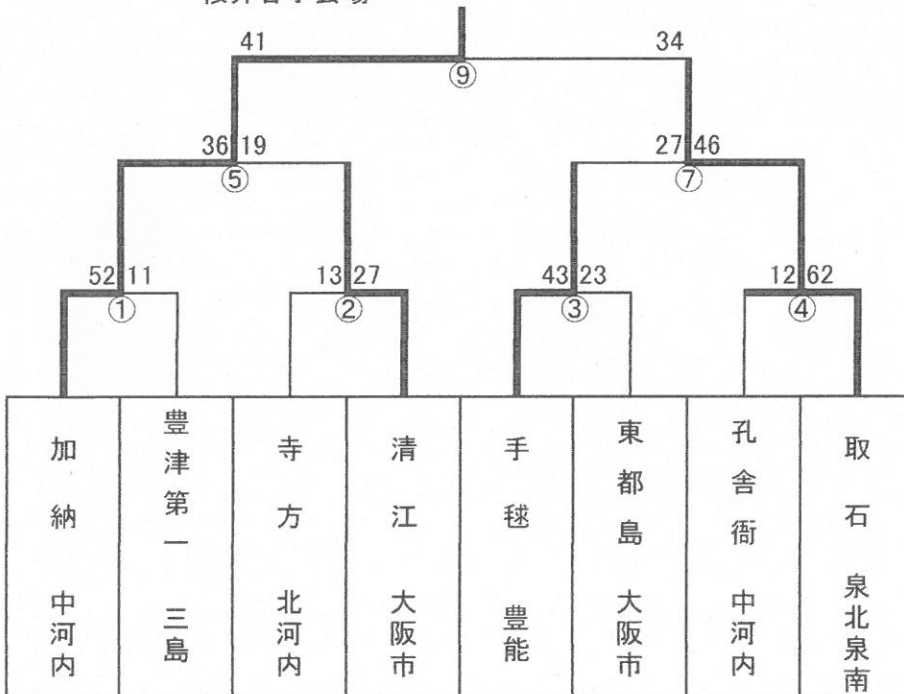 41
34
⑨
36
19
27
46
⑤
⑦
52
11
13
27
43
23
12
62
①
②
③
④
加納 中河内
豊津第一 三島
寺方 北河内
清江 大阪市
手毬 豊能
東都島 大阪市
孔舎衙 中河内
取石 泉北泉南